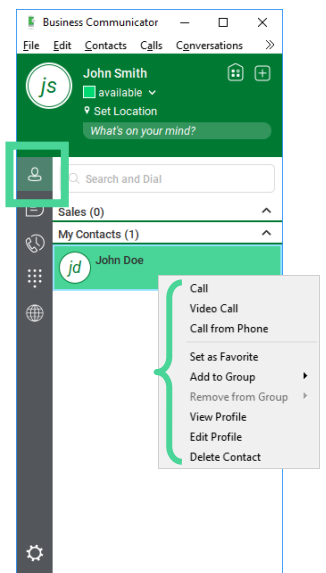 Business Communicator
File Edit Contacts Calls Conversations »
js
John Smith
available
Set Location
What's on your mind?
Search and Dial
Sales (0)
My Contacts (1)
jd
John Doe
Call
Video Call
Call from Phone
Set as Favorite
Add to Group
Remove from Group
View Profile
Edit Profile
Delete Contact